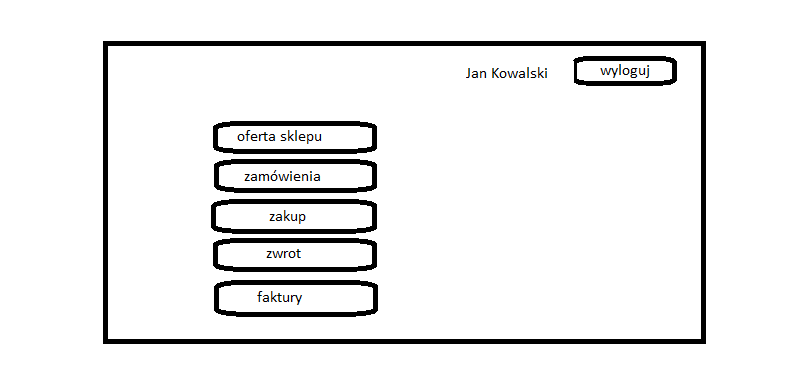 Jan Kowalski
wyloguj
oferta sklepu
zamówienia
zakup
zwrot
faktury